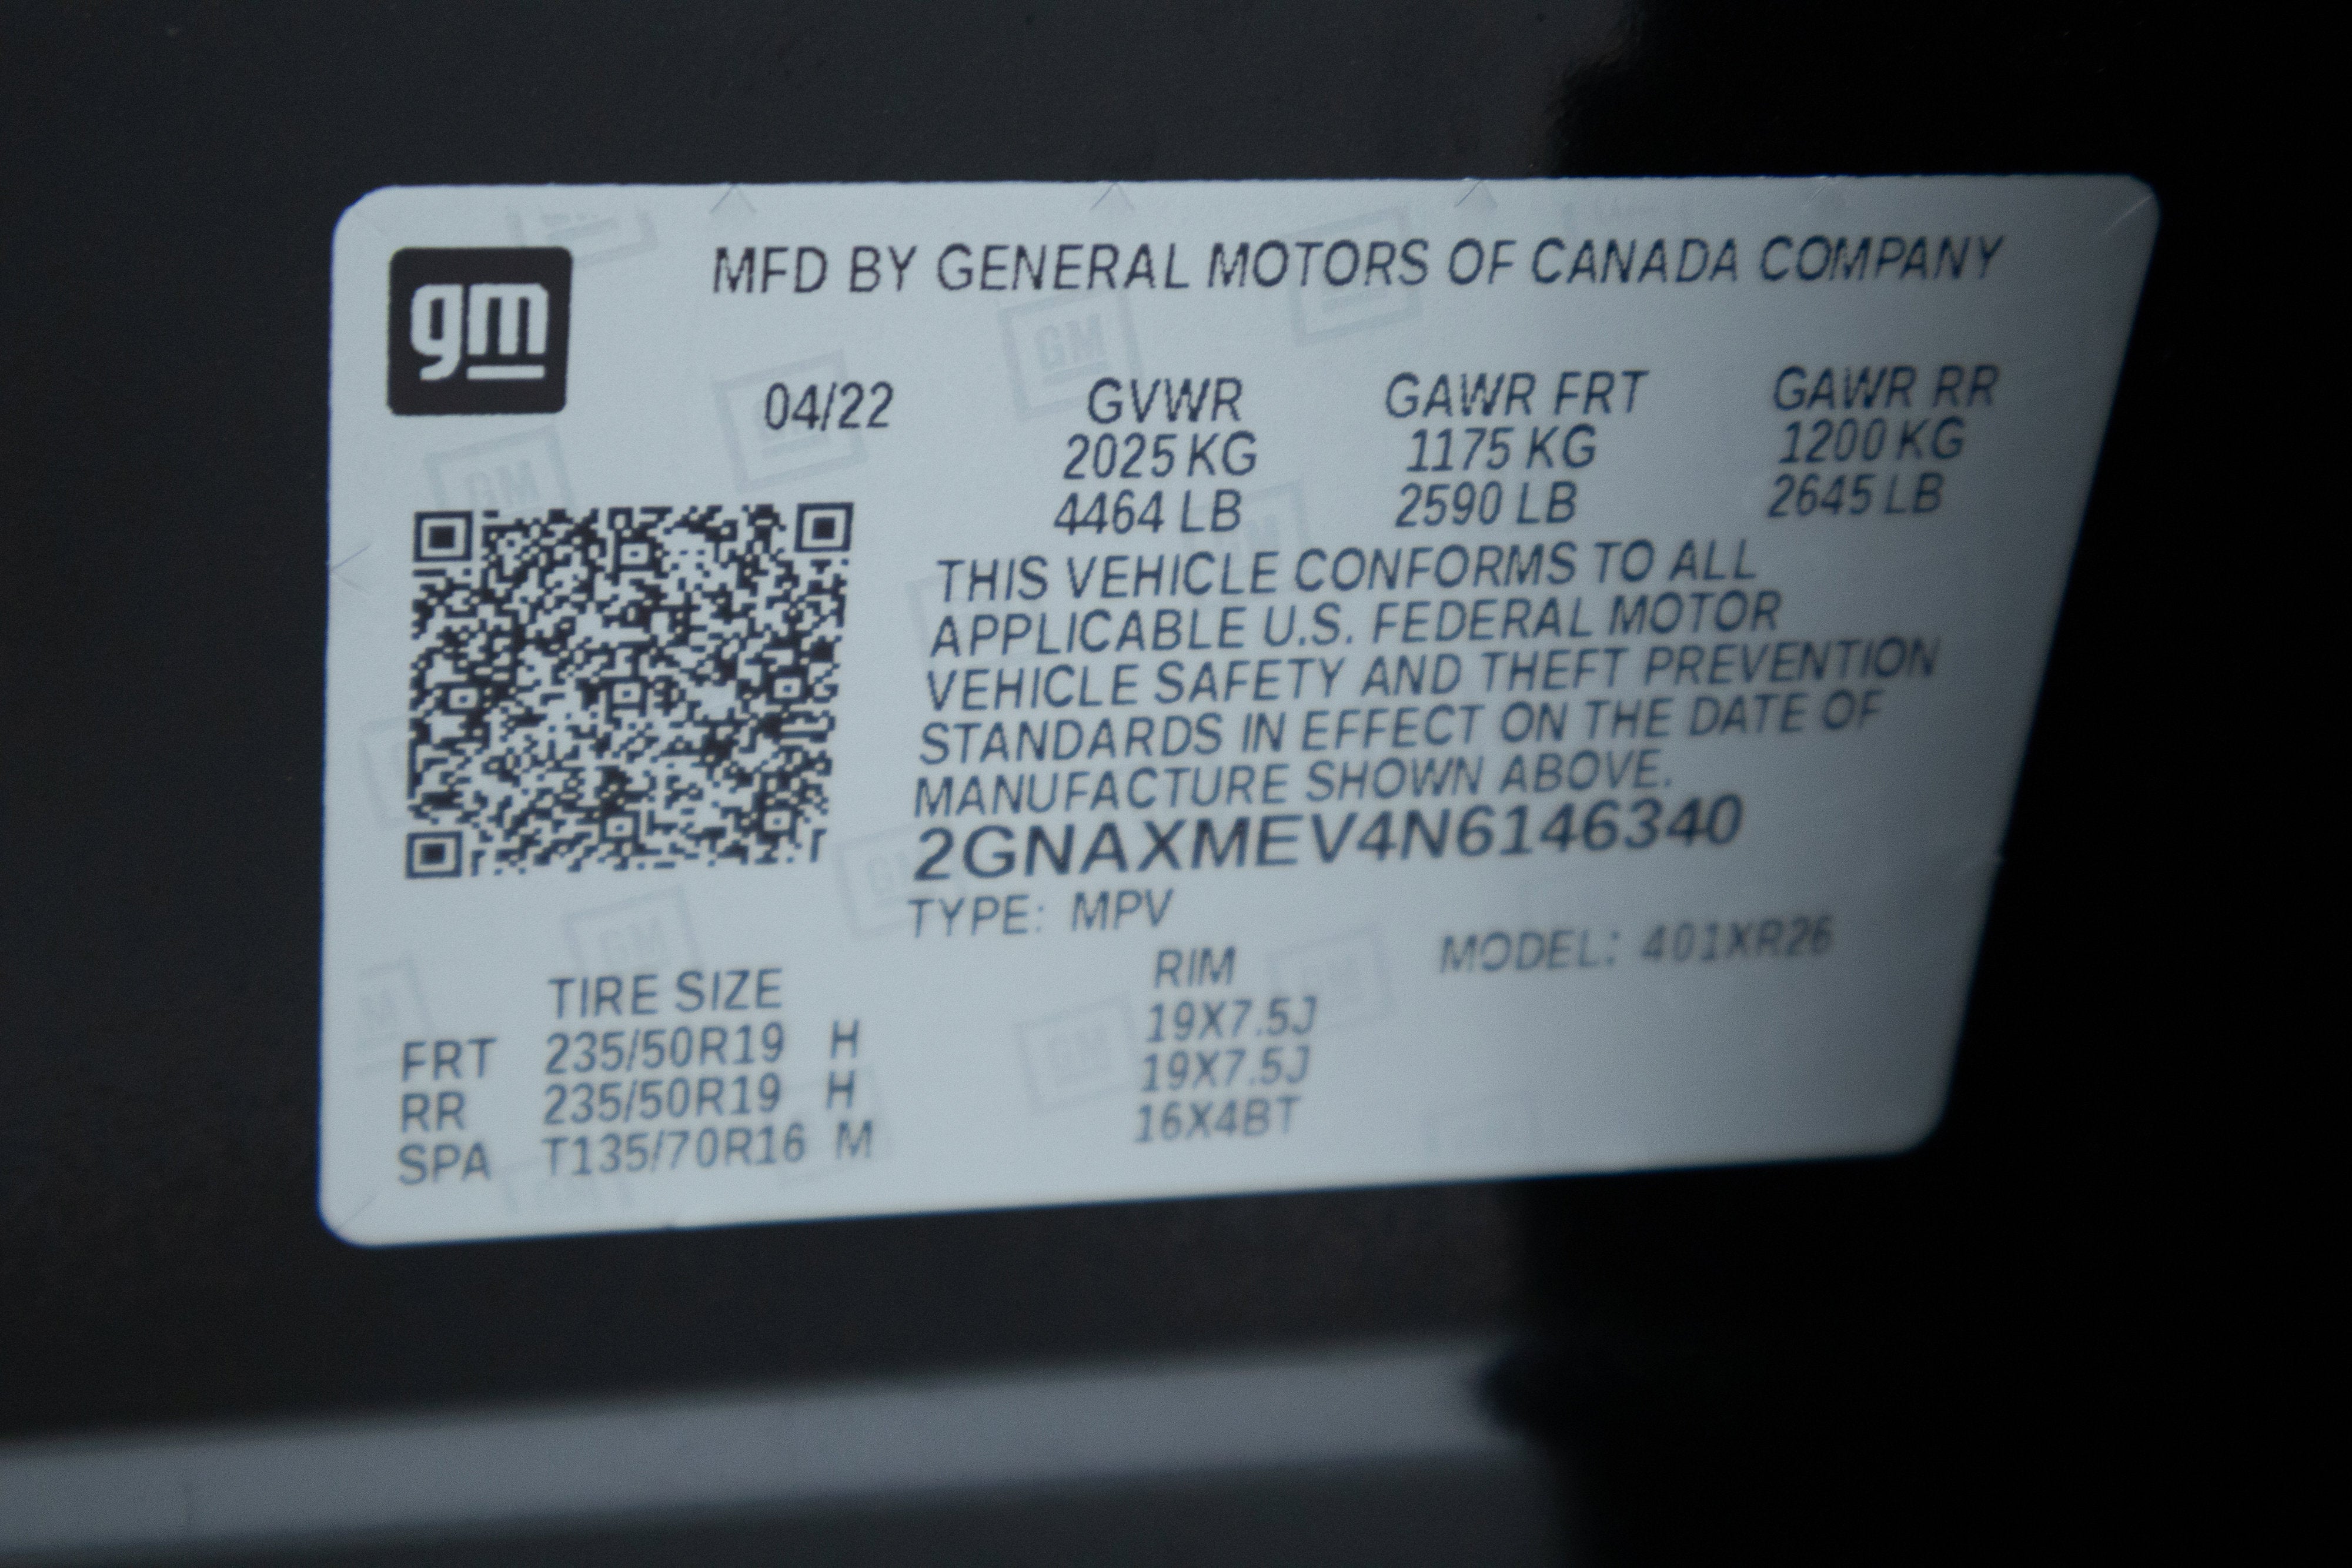 gm
MFD BY GENERAL MOTORS OF CANADA COMPANY
04/22 GVWR GAWR FRT GAWR RR
2025 KG 1175 KG 1200 KG
4464 LB 2590 LB 2645 LB
THIS VEHICLE CONFORMS TO ALL
APPLICABLE U.S. FEDERAL MOTOR
VEHICLE SAFETY AND THEFT PREVENTION
STANDARDS IN EFFECT ON THE DATE OF
MANUFACTURE SHOWN ABOVE.
2GNAXMEV4N6146340
TYPE: MPV MODEL: 401XR26
TIRE SIZE RIM
FRT 235/50R19 H 19X7.5J
RR 235/50R19 H 19X7.5J
SPA T135/70R16 M 16X4BT